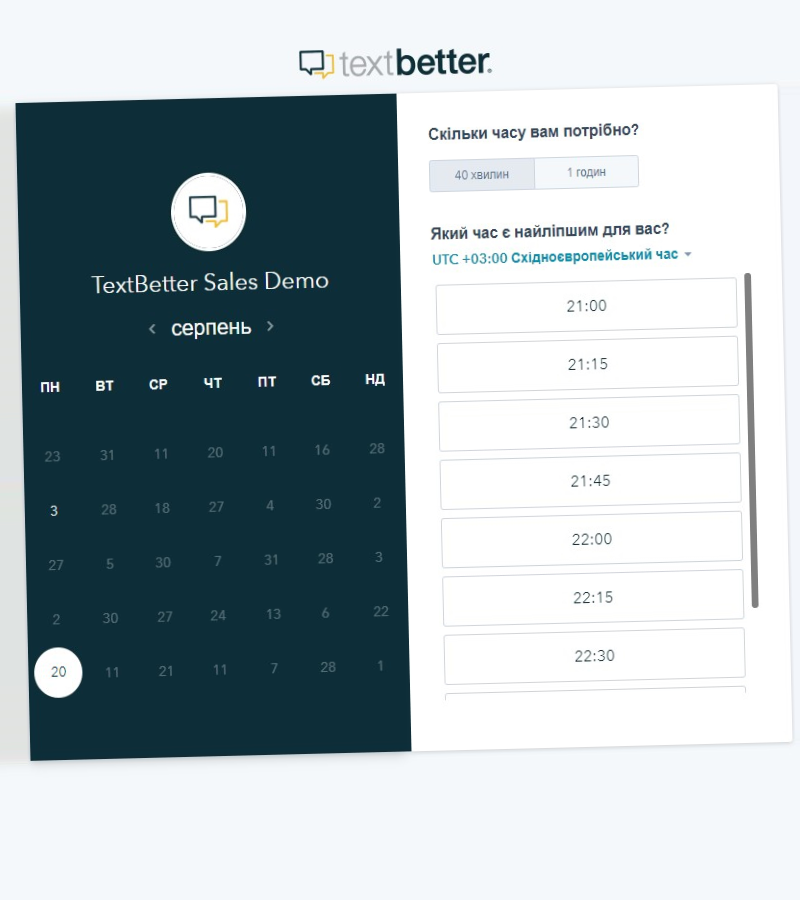 textbetter.
TextBetter Sales Demo
серпень
ПН ВТ СР ЧТ ПТ СБ НД
23 31 11 20 11 16 28
3 28 18 27 4 30 2
27 5 30 7 31 28 3
2 30 27 24 13 6 22
20 11 21 11 7 28 1
Скільки часу вам потрібно?
40 хвилин 1 годин
Який час є найліпшим для вас?
UTC +03:00 Східноєвропейський час
21:00
21:15
21:30
21:45
22:00
22:15
22:30